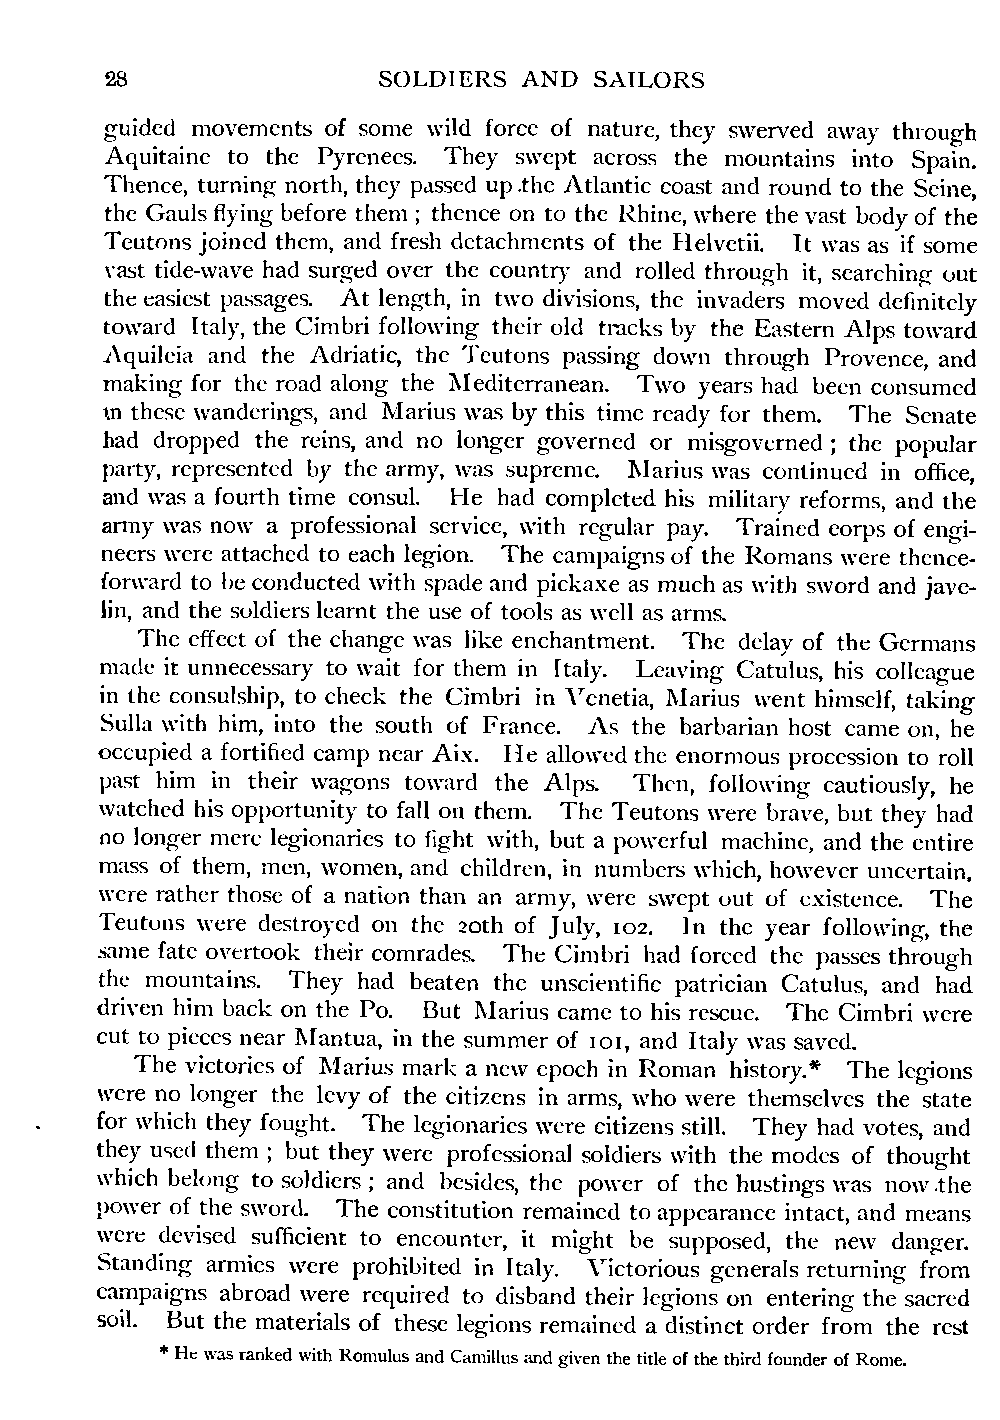 28 SOLDIERS AND SAILORS
guided movements of some wild force of nature, they swerved away through
Aquitaine to the Pyrenees. They swept across the mountains into Spain.
Thence, turning north, they passed up the Atlantic coast and round to the Seine,
the Gauls flying before them ; thence on to the Rhine, where the vast body of the
Teutons joined them, and fresh detachments of the Helvetii. It was as if some
vast tide-wave had surged over the country and rolled through it, searching out
the easiest passages. At length, in two divisions, the invaders moved definitely
toward Italy, the Cimbri following their old tracks by the Eastern Alps toward
Aquileia and the Adriatic, the Teutons passing down through Provence, and
making for the road along the Mediterranean. Two years had been consumed
in these wanderings, and Marius was by this time ready for them. The Senate
had dropped the reins, and no longer governed or misgoverned ; the popular
party, represented by the army, was supreme. Marius was continued in office,
and was a fourth time consul. He had completed his military reforms, and the
army was now a professional service, with regular pay. Trained corps of engi-
neers were attached to each legion. The campaigns of the Romans were thence-
forward to be conducted with spade and pickaxe as much as with sword and jave-
lin, and the soldiers learnt the use of tools as well as arms.
The effect of the change was like enchantment. The delay of the Germans
made it unnecessary to wait for them in Italy. Leaving Catulus, his colleague
in the consulship, to check the Cimbri in Venetia, Marius went himself, taking
Sulla with him, into the south of France. As the barbarian host came on, he
occupied a fortified camp near Aix. He allowed the enormous procession to roll
past him in their wagons toward the Alps. Then, following cautiously, he
watched his opportunity to fall on them. The Teutons were brave, but they had
no longer mere legionaries to fight with, but a powerful machine, and the entire
mass of them, men, women, and children, in numbers which, however uncertain,
were rather those of a nation than an army, were swept out of existence. The
Teutons were destroyed on the 20th of July, 102. In the year following, the
same fate overtook their comrades. The Cimbri had forced the passes through
the mountains. They had beaten the unscientific patrician Catulus, and had
driven him back on the Po. But Marius came to his rescue. The Cimbri were
cut to pieces near Mantua, in the summer of 101, and Italy was saved.
The victories of Marius mark a new epoch in Roman history.* The legions
were no longer the levy of the citizens in arms, who were themselves the state
for which they fought. The legionaries were citizens still. They had votes, and
they used them ; but they were professional soldiers with the modes of thought
which belong to soldiers ; and besides, the power of the hustings was now the
power of the sword. The constitution remained to appearance intact, and means
were devised sufficient to encounter, it might be supposed, the new danger.
Standing armies were prohibited in Italy. Victorious generals returning from
campaigns abroad were required to disband their legions on entering the sacred
soil. But the materials of these legions remained a distinct order from the rest
* He was ranked with Romulus and Camillus and given the title of the third founder of Rome.